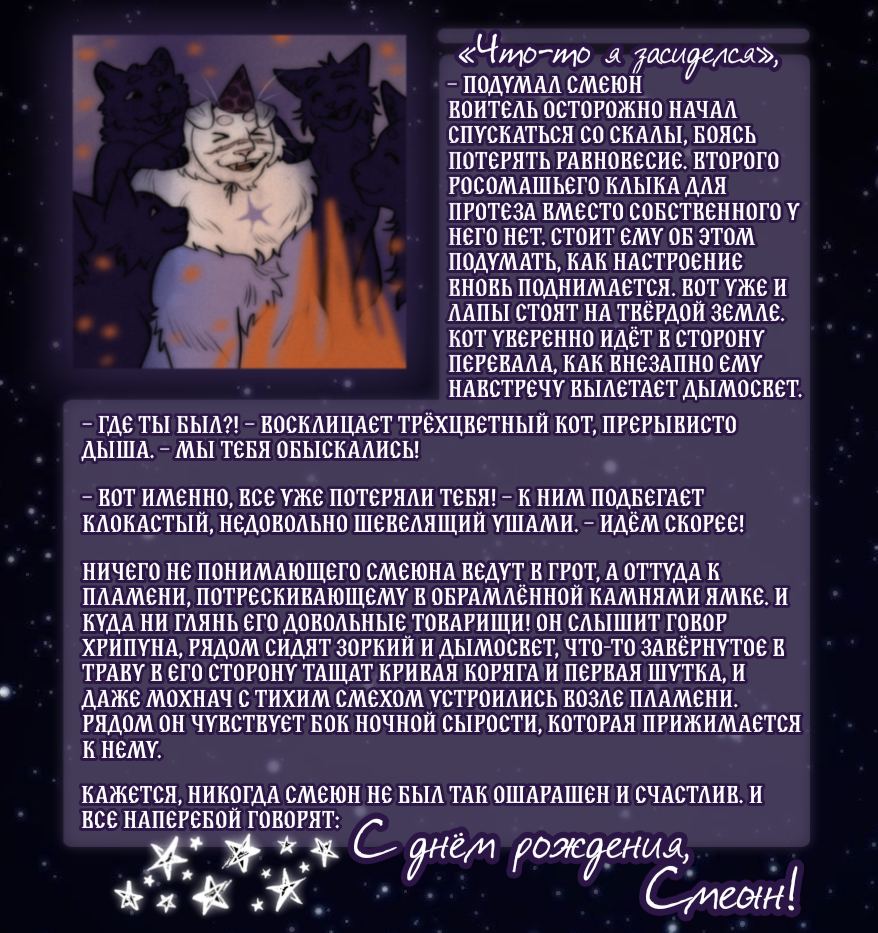 «Что-то я засиделся»,
– ПОДУМАЛ СМЕЮН
ВОИТЕЛЬ ОСТОРОЖНО НАЧАЛ
СПУСКАТЬСЯ СО СКАЛЫ, БОЯСЬ
ПОТЕРЯТЬ РАВНОВЕСИЕ. ВТОРОГО
РОСОМАШЬЕГО КЛЫКА ДЛЯ
ПРОТЕЗА ВМЕСТО СОБСТВЕННОГО У
НЕГО НЕТ. СТОИТ ЕМУ ОБ ЭТОМ
ПОДУМАТЬ, КАК НАСТРОЕНИЕ
ВНОВЬ ПОДНИМАЕТСЯ. ВОТ УЖЕ И
ЛАПЫ СТОЯТ НА ТВЁРДОЙ ЗЕМЛЕ.
КОТ УВЕРЕННО ИДЁТ В СТОРОНУ
ПЕРЕВАЛА, КАК ВНЕЗАПНО ЕМУ
НАВСТРЕЧУ ВЫЛЕТАЕТ ДЫМОСВЕТ.
– ГДЕ ТЫ БЫЛ?! – ВОСКЛИЦАЕТ ТРЁХЦВЕТНЫЙ КОТ, ПРЕРЫВИСТО
ДЫША. – МЫ ТЕБЯ ОБЫСКАЛИСЬ!
– ВОТ ИМЕННО, ВСЕ УЖЕ ПОТЕРЯЛИ ТЕБЯ! – К НИМ ПОДБЕГАЕТ
КЛОКАСТЫЙ, НЕДОВОЛЬНО ШЕВЕЛЯЩИЙ УШАМИ. – ИДЁМ СКОРЕЕ!
НИЧЕГО НЕ ПОНИМАЮЩЕГО СМЕЮНА ВЕДУТ В ГРОТ, А ОТТУДА К
ПЛАМЕНИ, ПОТРЕСКИВАЮЩЕМУ В ОБРАМЛЁННОЙ КАМНЯМИ ЯМКЕ. И
КУДА НИ ГЛЯНЬ ЕГО ДОВОЛЬНЫЕ ТОВАРИЩИ! ОН СЛЫШИТ ГОВОР
ХРИПУНА, РЯДОМ СИДЯТ ЗОРКИЙ И ДЫМОСВЕТ, ЧТО-ТО ЗАВЁРНУТОЕ В
ТРАВУ В ЕГО СТОРОНУ ТАЩАТ КРИВАЯ КОРЯГА И ПЕРВАЯ ШУТКА, И
ДАЖЕ МОХНАЧ С ТИХИМ СМЕХОМ УСТРОИЛИСЬ ВОЗЛЕ ПЛАМЕНИ.
РЯДОМ ОН ЧУВСТВУЕТ БОК НОЧНОЙ СЫРОСТИ, КОТОРАЯ ПРИЖИМАЕТСЯ
К НЕМУ.
КАЖЕТСЯ, НИКОГДА СМЕЮН НЕ БЫЛ ТАК ОШАРАШЕН И СЧАСТЛИВ. И
ВСЕ НАПЕРЕБОЙ ГОВОРЯТ:
С днём рождения,
Смеюн!